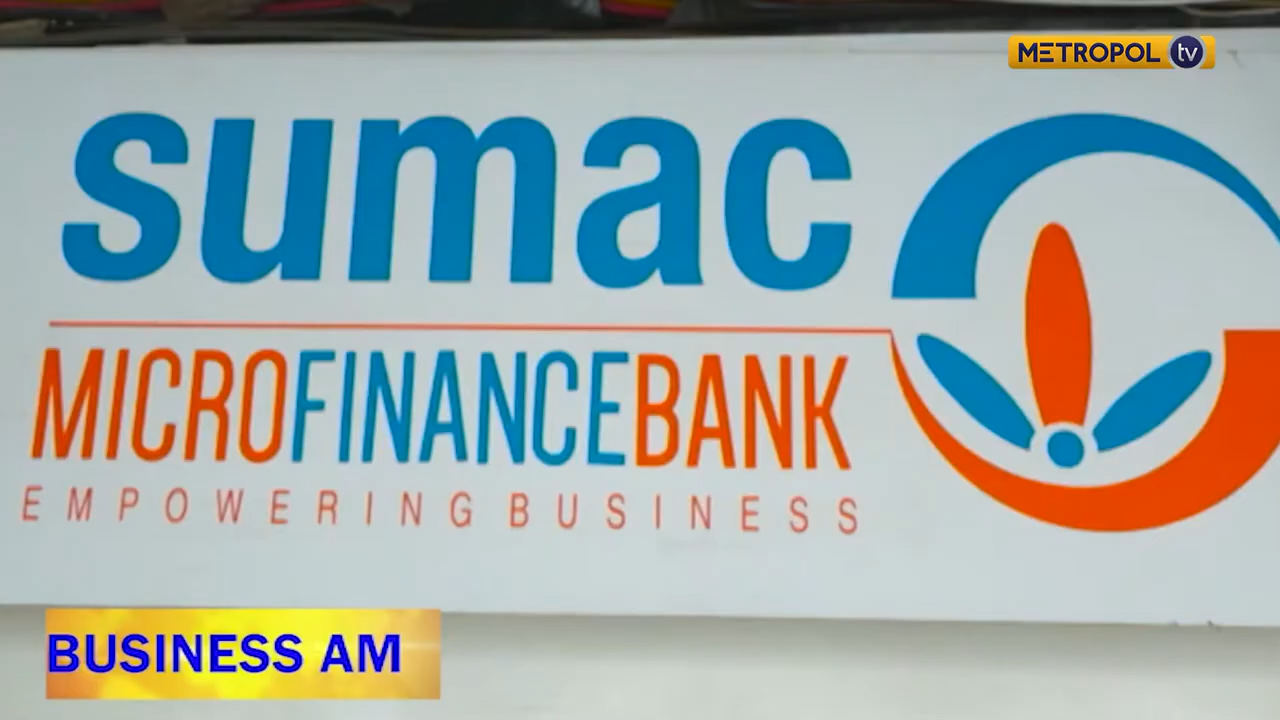 METROPOL tv
sumac
MICROFINANCEBANK
EMPOWERING BUSINESS
BUSINESS AM